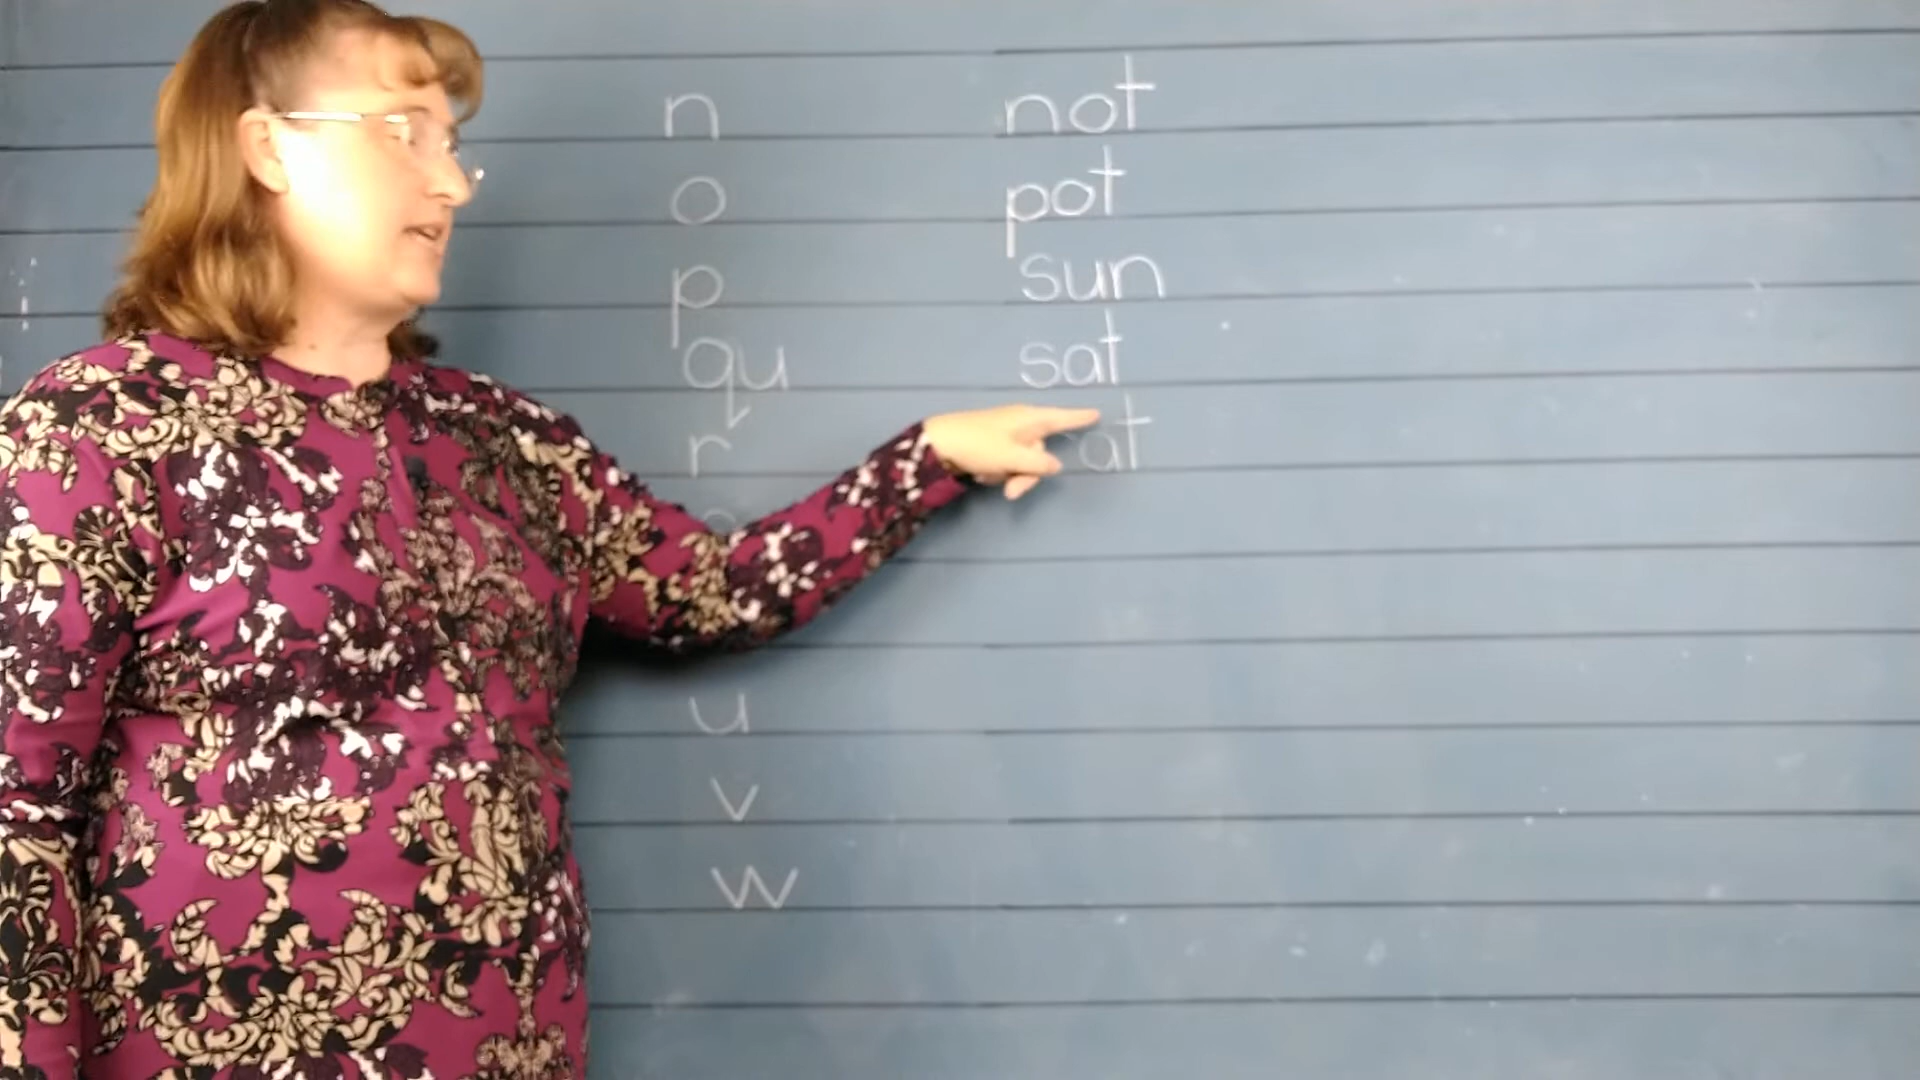 n not
o pot
p sun
qu sat
r
u
v
w